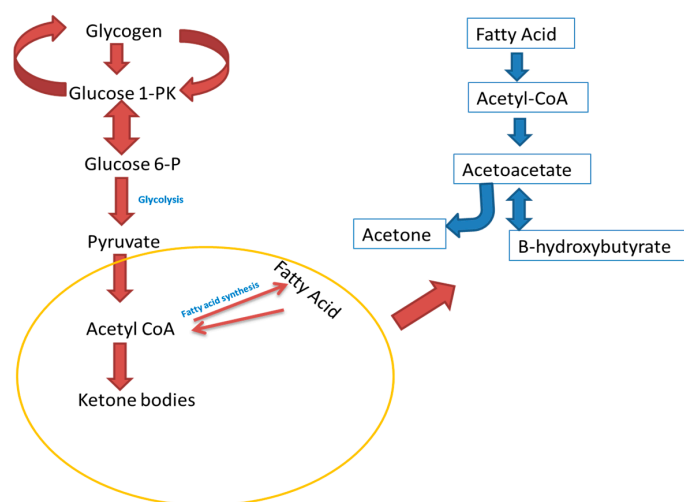 Glycogen
Glucose 1-PK
Glucose 6-P
Glycolysis
Pyruvate
Fatty acid synthesis
Fatty Acid
Acetyl CoA
Ketone bodies
Fatty Acid
Acetyl-CoA
Acetoacetate
Acetone
B-hydroxybutyrate